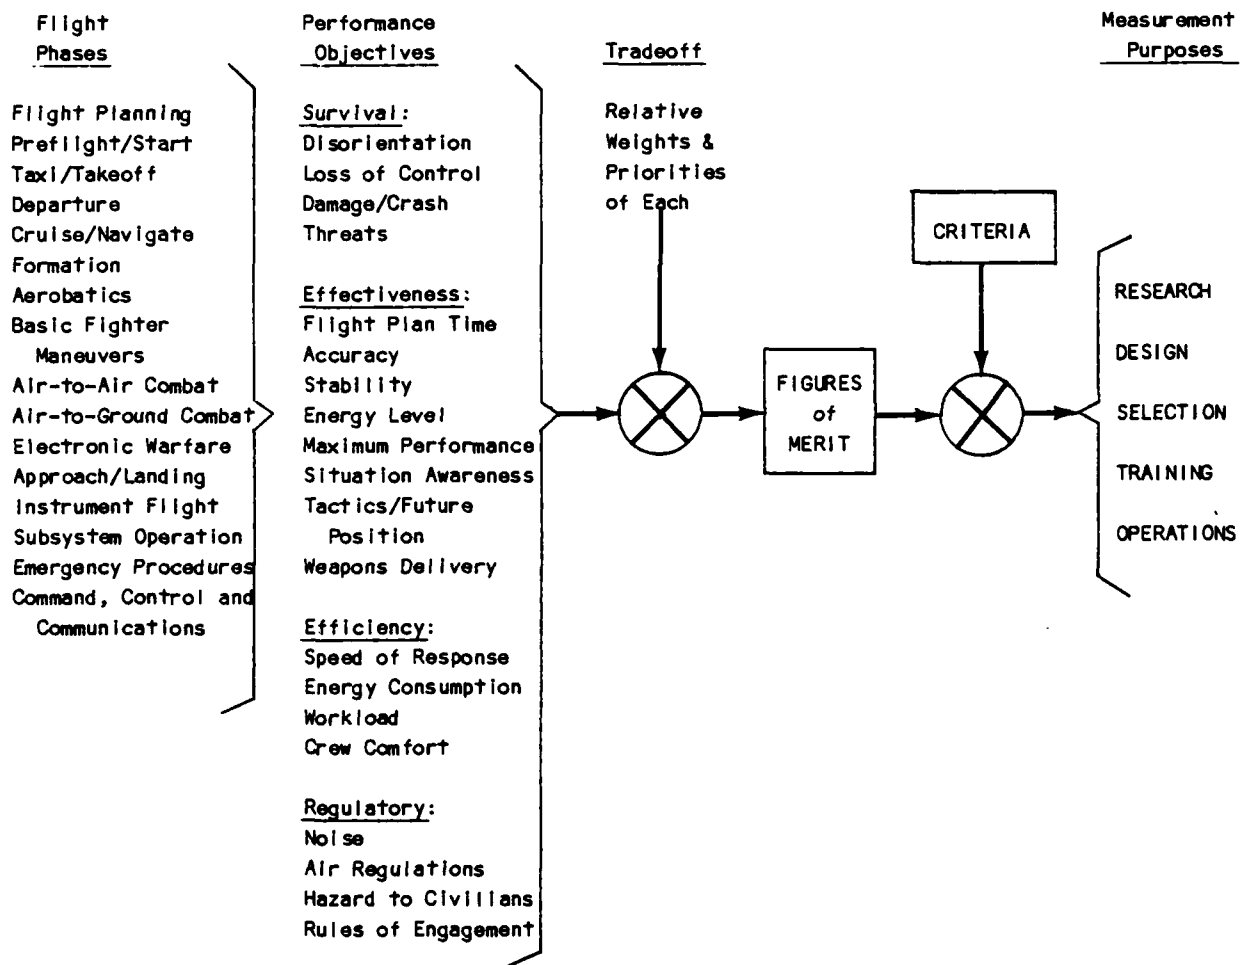 Flight
Phases
Flight Planning
Preflight/Start
Taxi/Takeoff
Departure
Cruise/Navigate
Formation
Aerobatics
Basic Fighter
Maneuvers
Air-to-Air Combat
Air-to-Ground Combat
Electronic Warfare
Approach/Landing
Instrument Flight
Subsystem Operation
Emergency Procedures
Command, Control and
Communications
Performance
Objectives
Survival:
Disorientation
Loss of Control
Damage/Crash
Threats
Effectiveness:
Flight Plan Time
Accuracy
Stability
Energy Level
Maximum Performance
Situation Awareness
Tactics/Future
Position
Weapons Delivery
Efficiency:
Speed of Response
Energy Consumption
Workload
Crew Comfort
Regulatory:
Noise
Air Regulations
Hazard to Civilians
Rules of Engagement
Tradeoff
Relative
Weights &
Priorities
of Each
FIGURES
of
MERIT
CRITERIA
Measurement
Purposes
RESEARCH
DESIGN
SELECTION
TRAINING
OPERATIONS